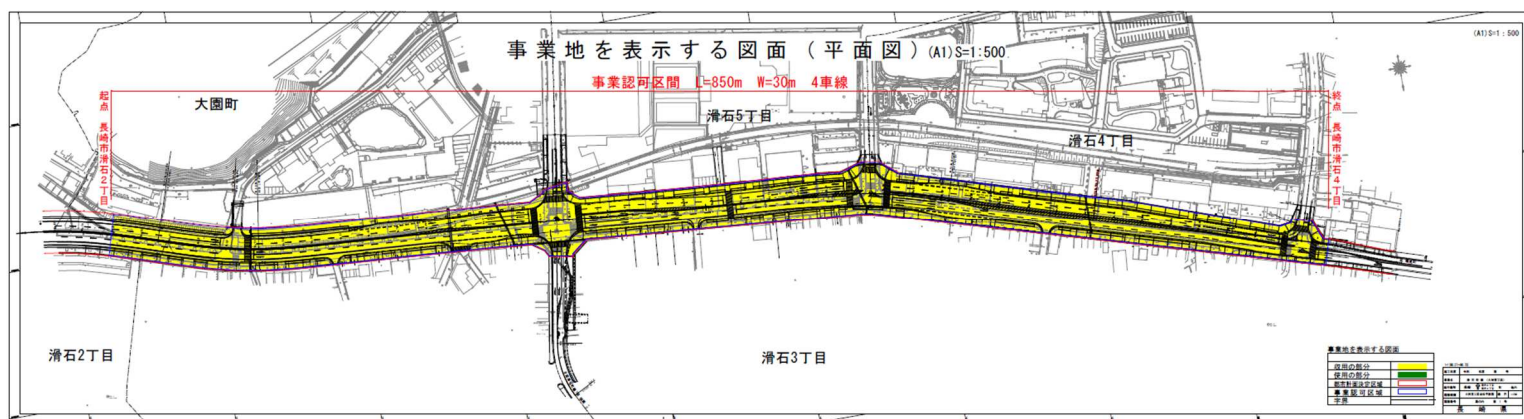 事業地を表示する図面（平面図）(A1)S=1:500
(A1)S=1:500
事業認可区間 L=850m W=30m 4車線
起点 長崎市滑石2丁目
大園町
滑石5丁目
滑石4丁目
終点 長崎市滑石4丁目
滑石2丁目
滑石3丁目
事業地を表示する図面
収用の部分
使用の部分
都市計画決定区域
事業認可区域
字界
長崎県